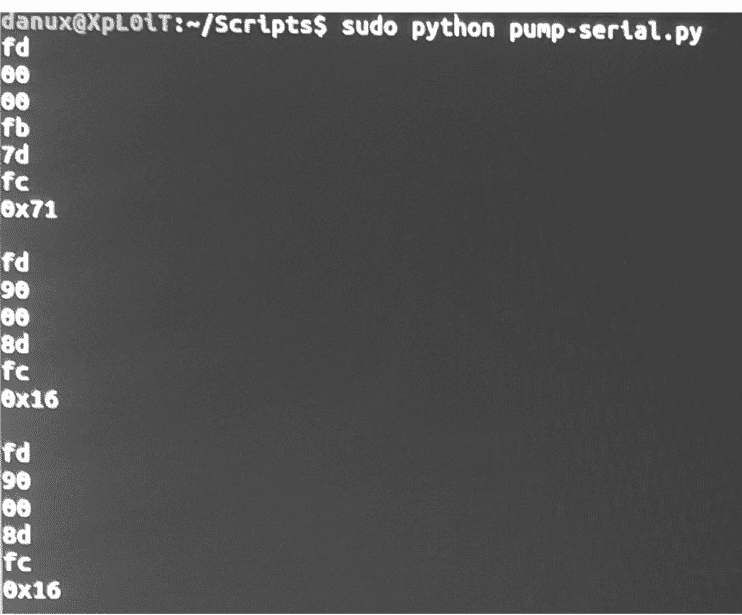 danux@XpL0iT:~/Scripts$ sudo python pump-serial.py
fd
00
00
fb
7d
fc
0x71
fd
90
00
8d
fc
0x16
fd
90
00
8d
fc
0x16